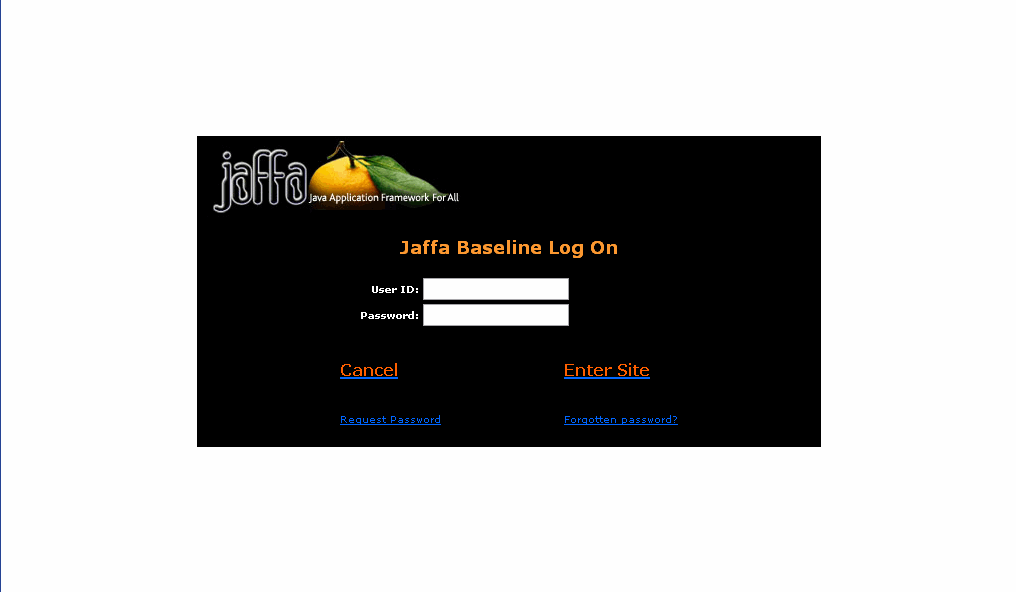 jaffa
Java Application Framework For All
Jaffa Baseline Log On
User ID:
Password:
Cancel Enter Site
Request Password Forgotten password?